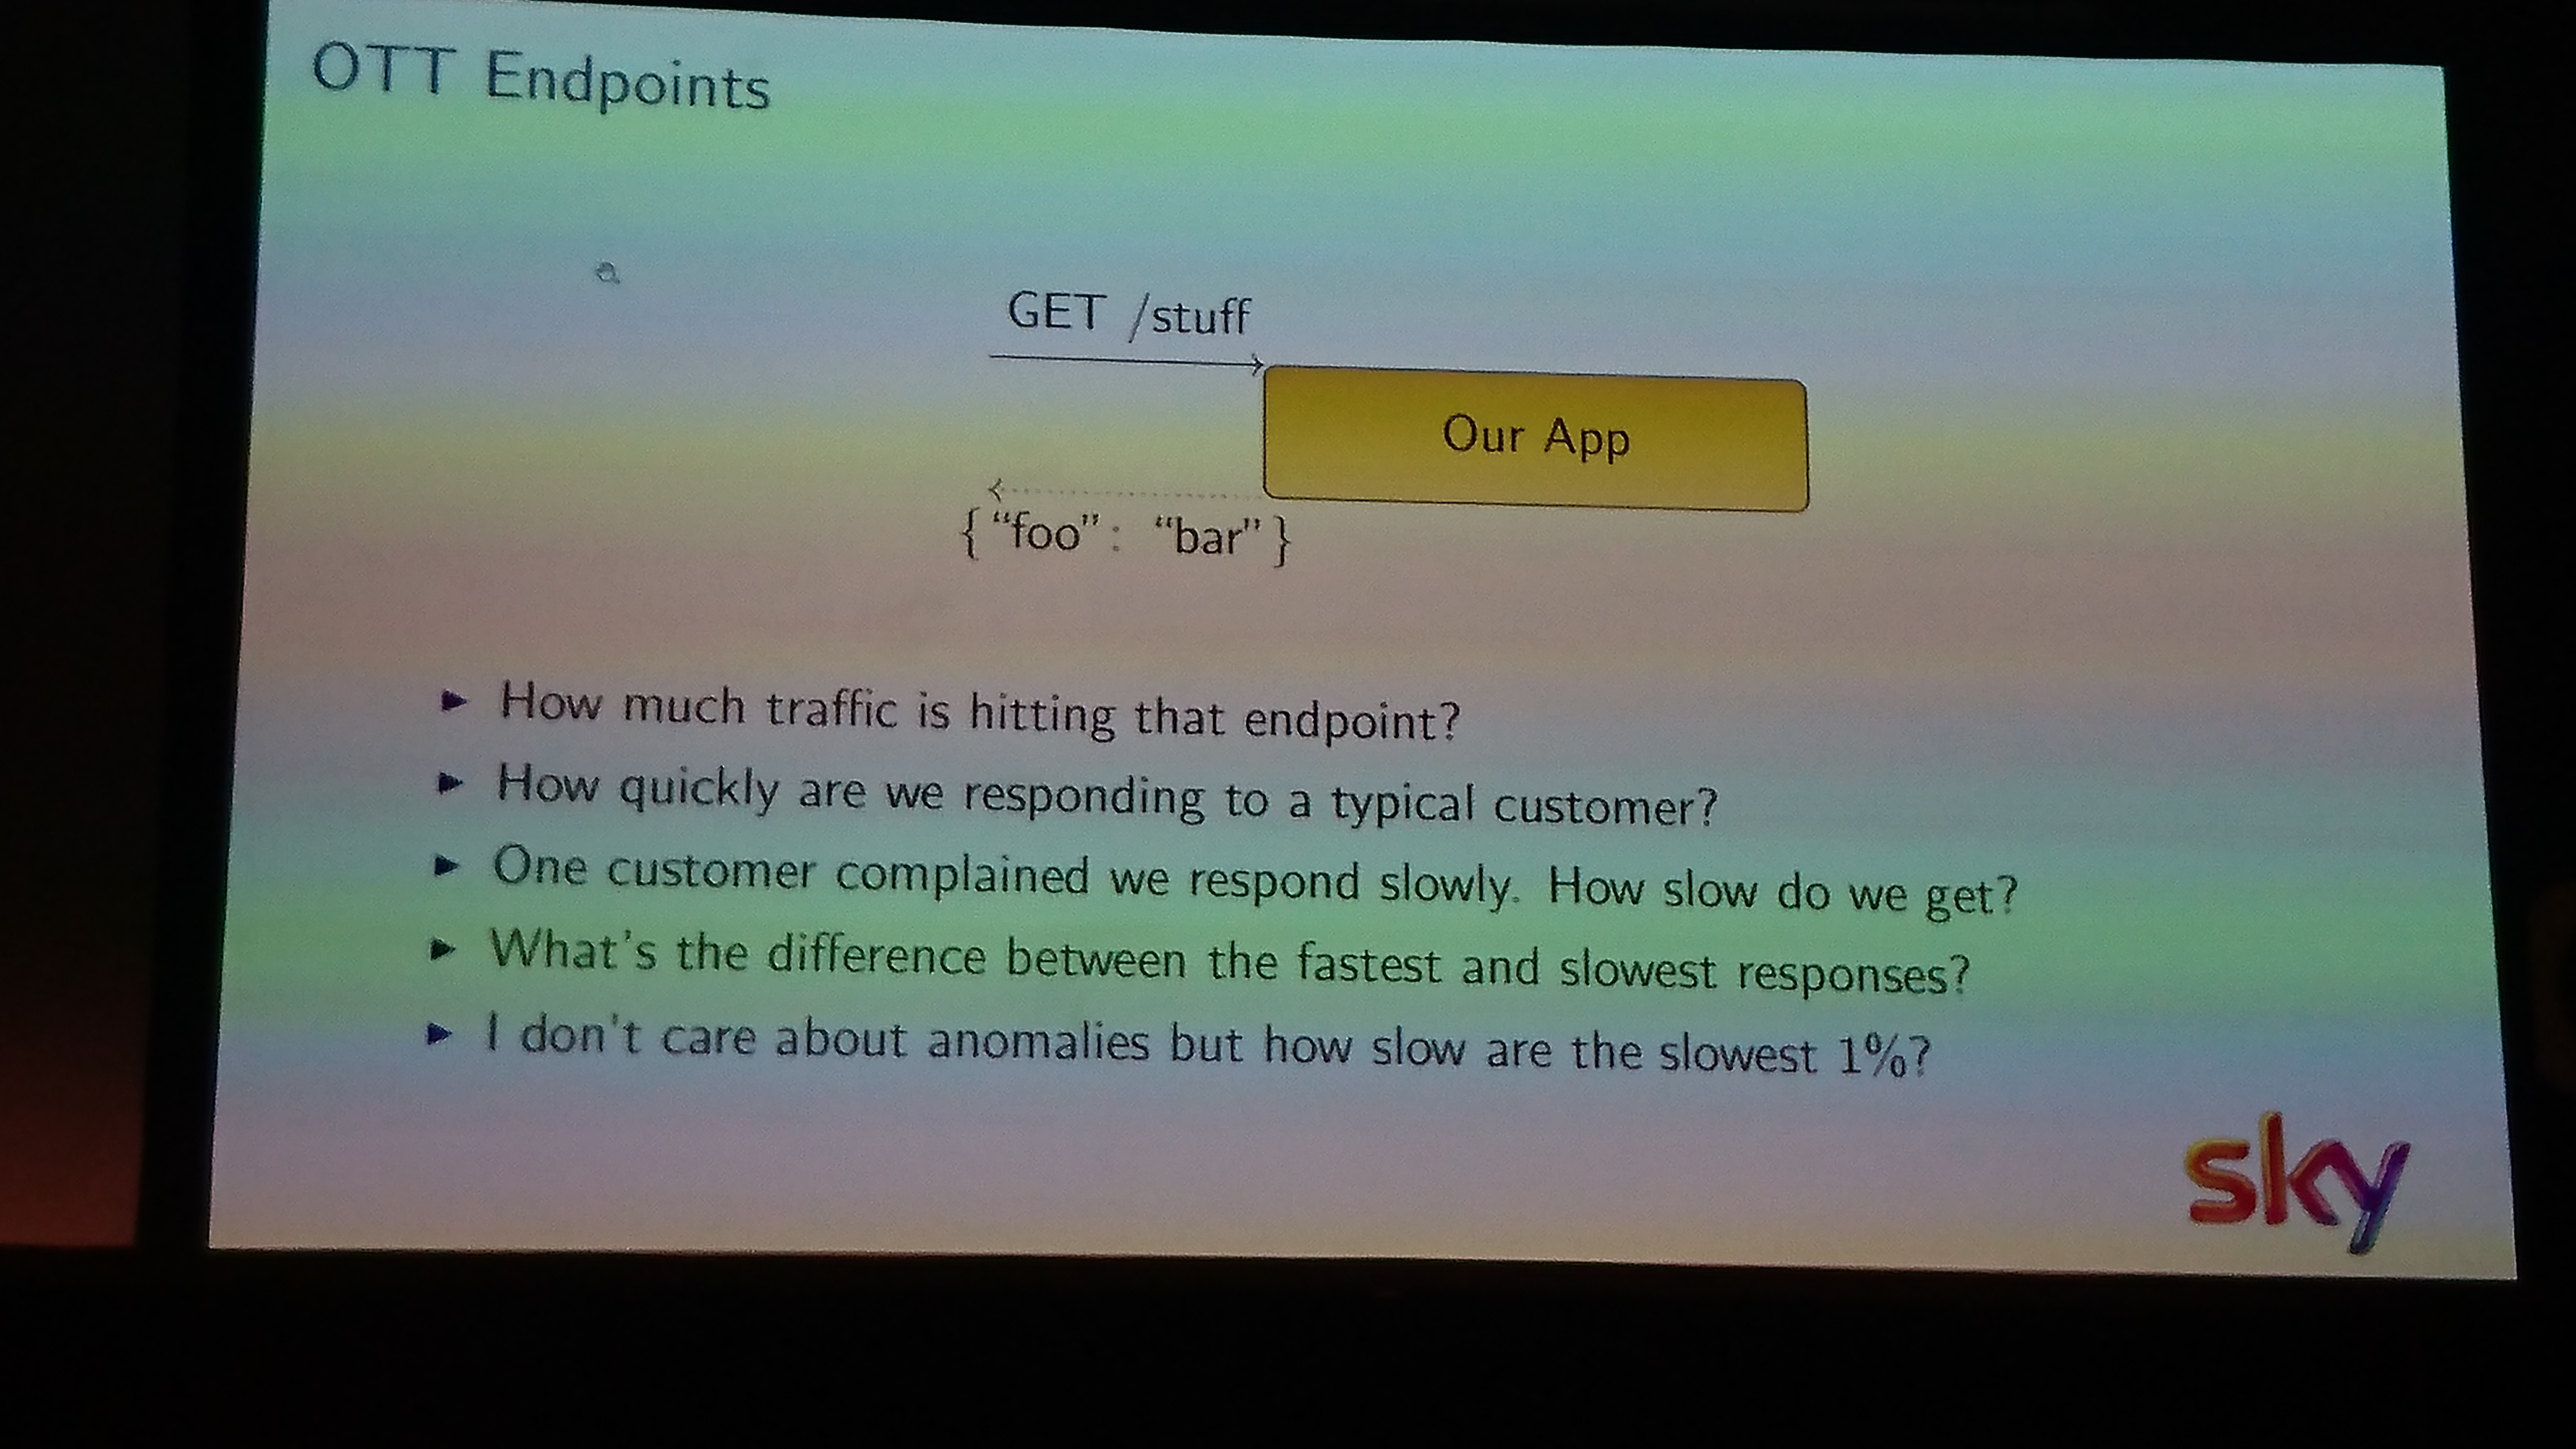 OTT Endpoints
GET /stuff
Our App
{“foo”: “bar”}
How much traffic is hitting that endpoint?
How quickly are we responding to a typical customer?
One customer complained we respond slowly. How slow do we get?
What's the difference between the fastest and slowest responses?
I don't care about anomalies but how slow are the slowest 1%?
sky